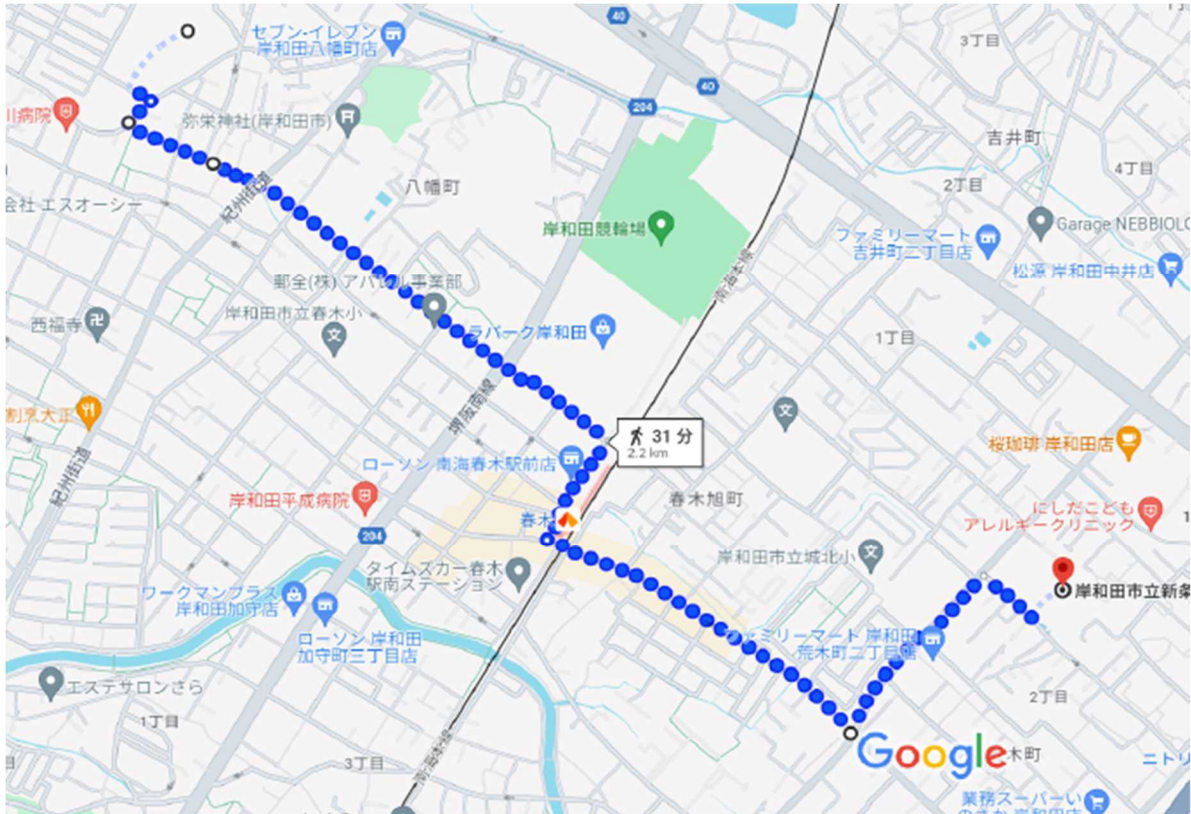 セブン-イレブン
岸和田八幡町店
40
40
204
3丁目
川病院
弥栄神社(岸和田市)
吉井町
4丁目
2丁目
八幡町
会社 エスオーシー
紀州街道
岸和田競輪場
Garage NEBBIOLO
ファミリーマート
吉井町二丁目店
松源 岸和田中井店
郵全(株) アパレル事業部
岸和田市立春木小
西福寺
ラパーク岸和田
1丁目
割烹大正
堺阪南線
31 分
2.2 km
桜珈琲 岸和田店
紀州街道
ローソン 南海春木駅前店
岸和田平成病院
春木旭町
にしだこども
アレルギークリニック
春木
204
岸和田市立城北小
タイムズカー春木
駅南ステーション
岸和田市立新条
ワークマンプラス
岸和田加守店
ローソン 岸和田
加守町三丁目店
ファミリーマート 岸和田
荒木町二丁目店
エステサロンさら
2丁目
1丁目
3丁目
Google
木町
ニトリ
業務スーパーい